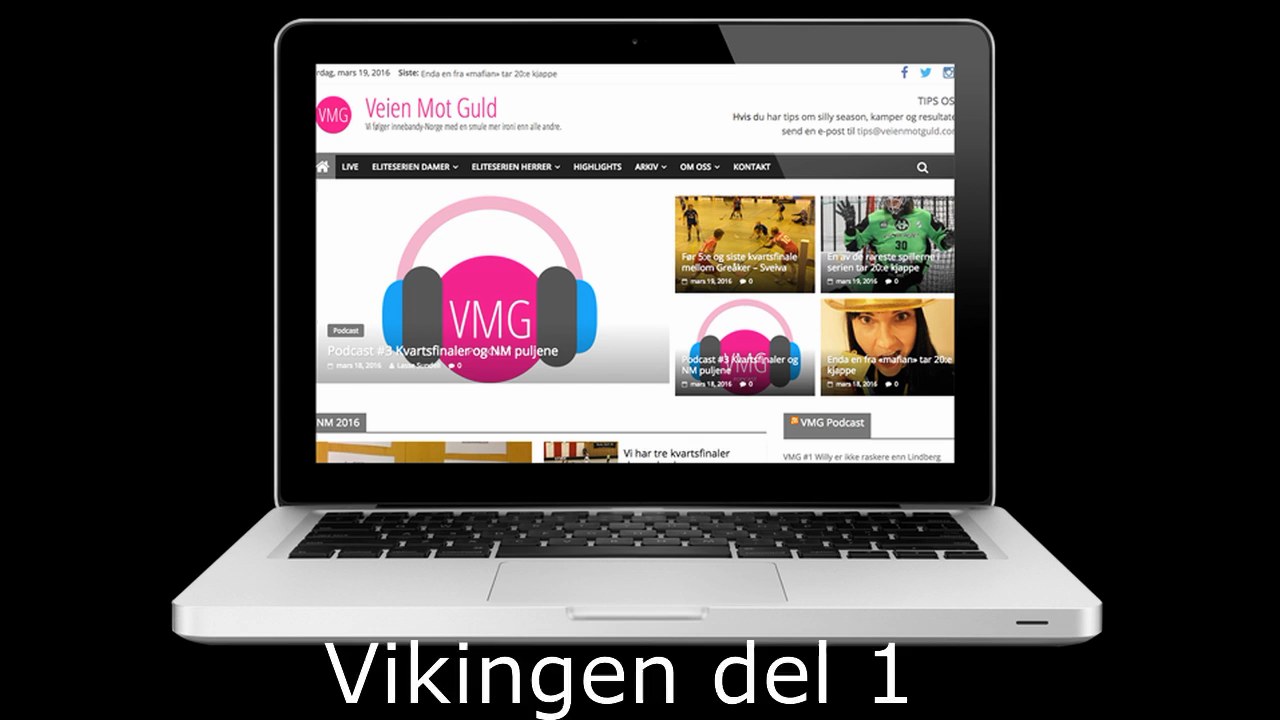 rdag, mars 19, 2016 Siste: Enda en fra «mafian» tar 20:e kjappe
VMG Veien Mot Guld
Vi følger innebandy-Norge med en smule mer ironi enn alle andre.
TIPS OS
Hvis du har tips om silly season, kamper og resultate
send en e-post til tips@veienmotguld.co
LIVE ELITESERIEN DAMER ELITESERIEN HERRER HIGHLIGHTS ARKIV OM OSS KONTAKT
VMG
Podcast
Podcast #3 Kvartsfinaler og NM puljene
mars 18, 2016 Lasse Sundell 0
Før 5:e og siste kvartsfinale
mellom Greåker – Sveiva
mars 19, 2016 0
30
En av de rareste spillerne i
serien tar 20:e kjappe
mars 19, 2016 0
VMG
Podcast #3 Kvartsfinaler og
NM puljene
mars 18, 2016 0
Enda en fra «mafian» tar 20:e
kjappe
mars 18, 2016 0
NM 2016
VMG Podcast
Vi har tre kvartsfinaler
VMG #1 Willy er ikke raskere enn Lindberg
Vikingen del 1